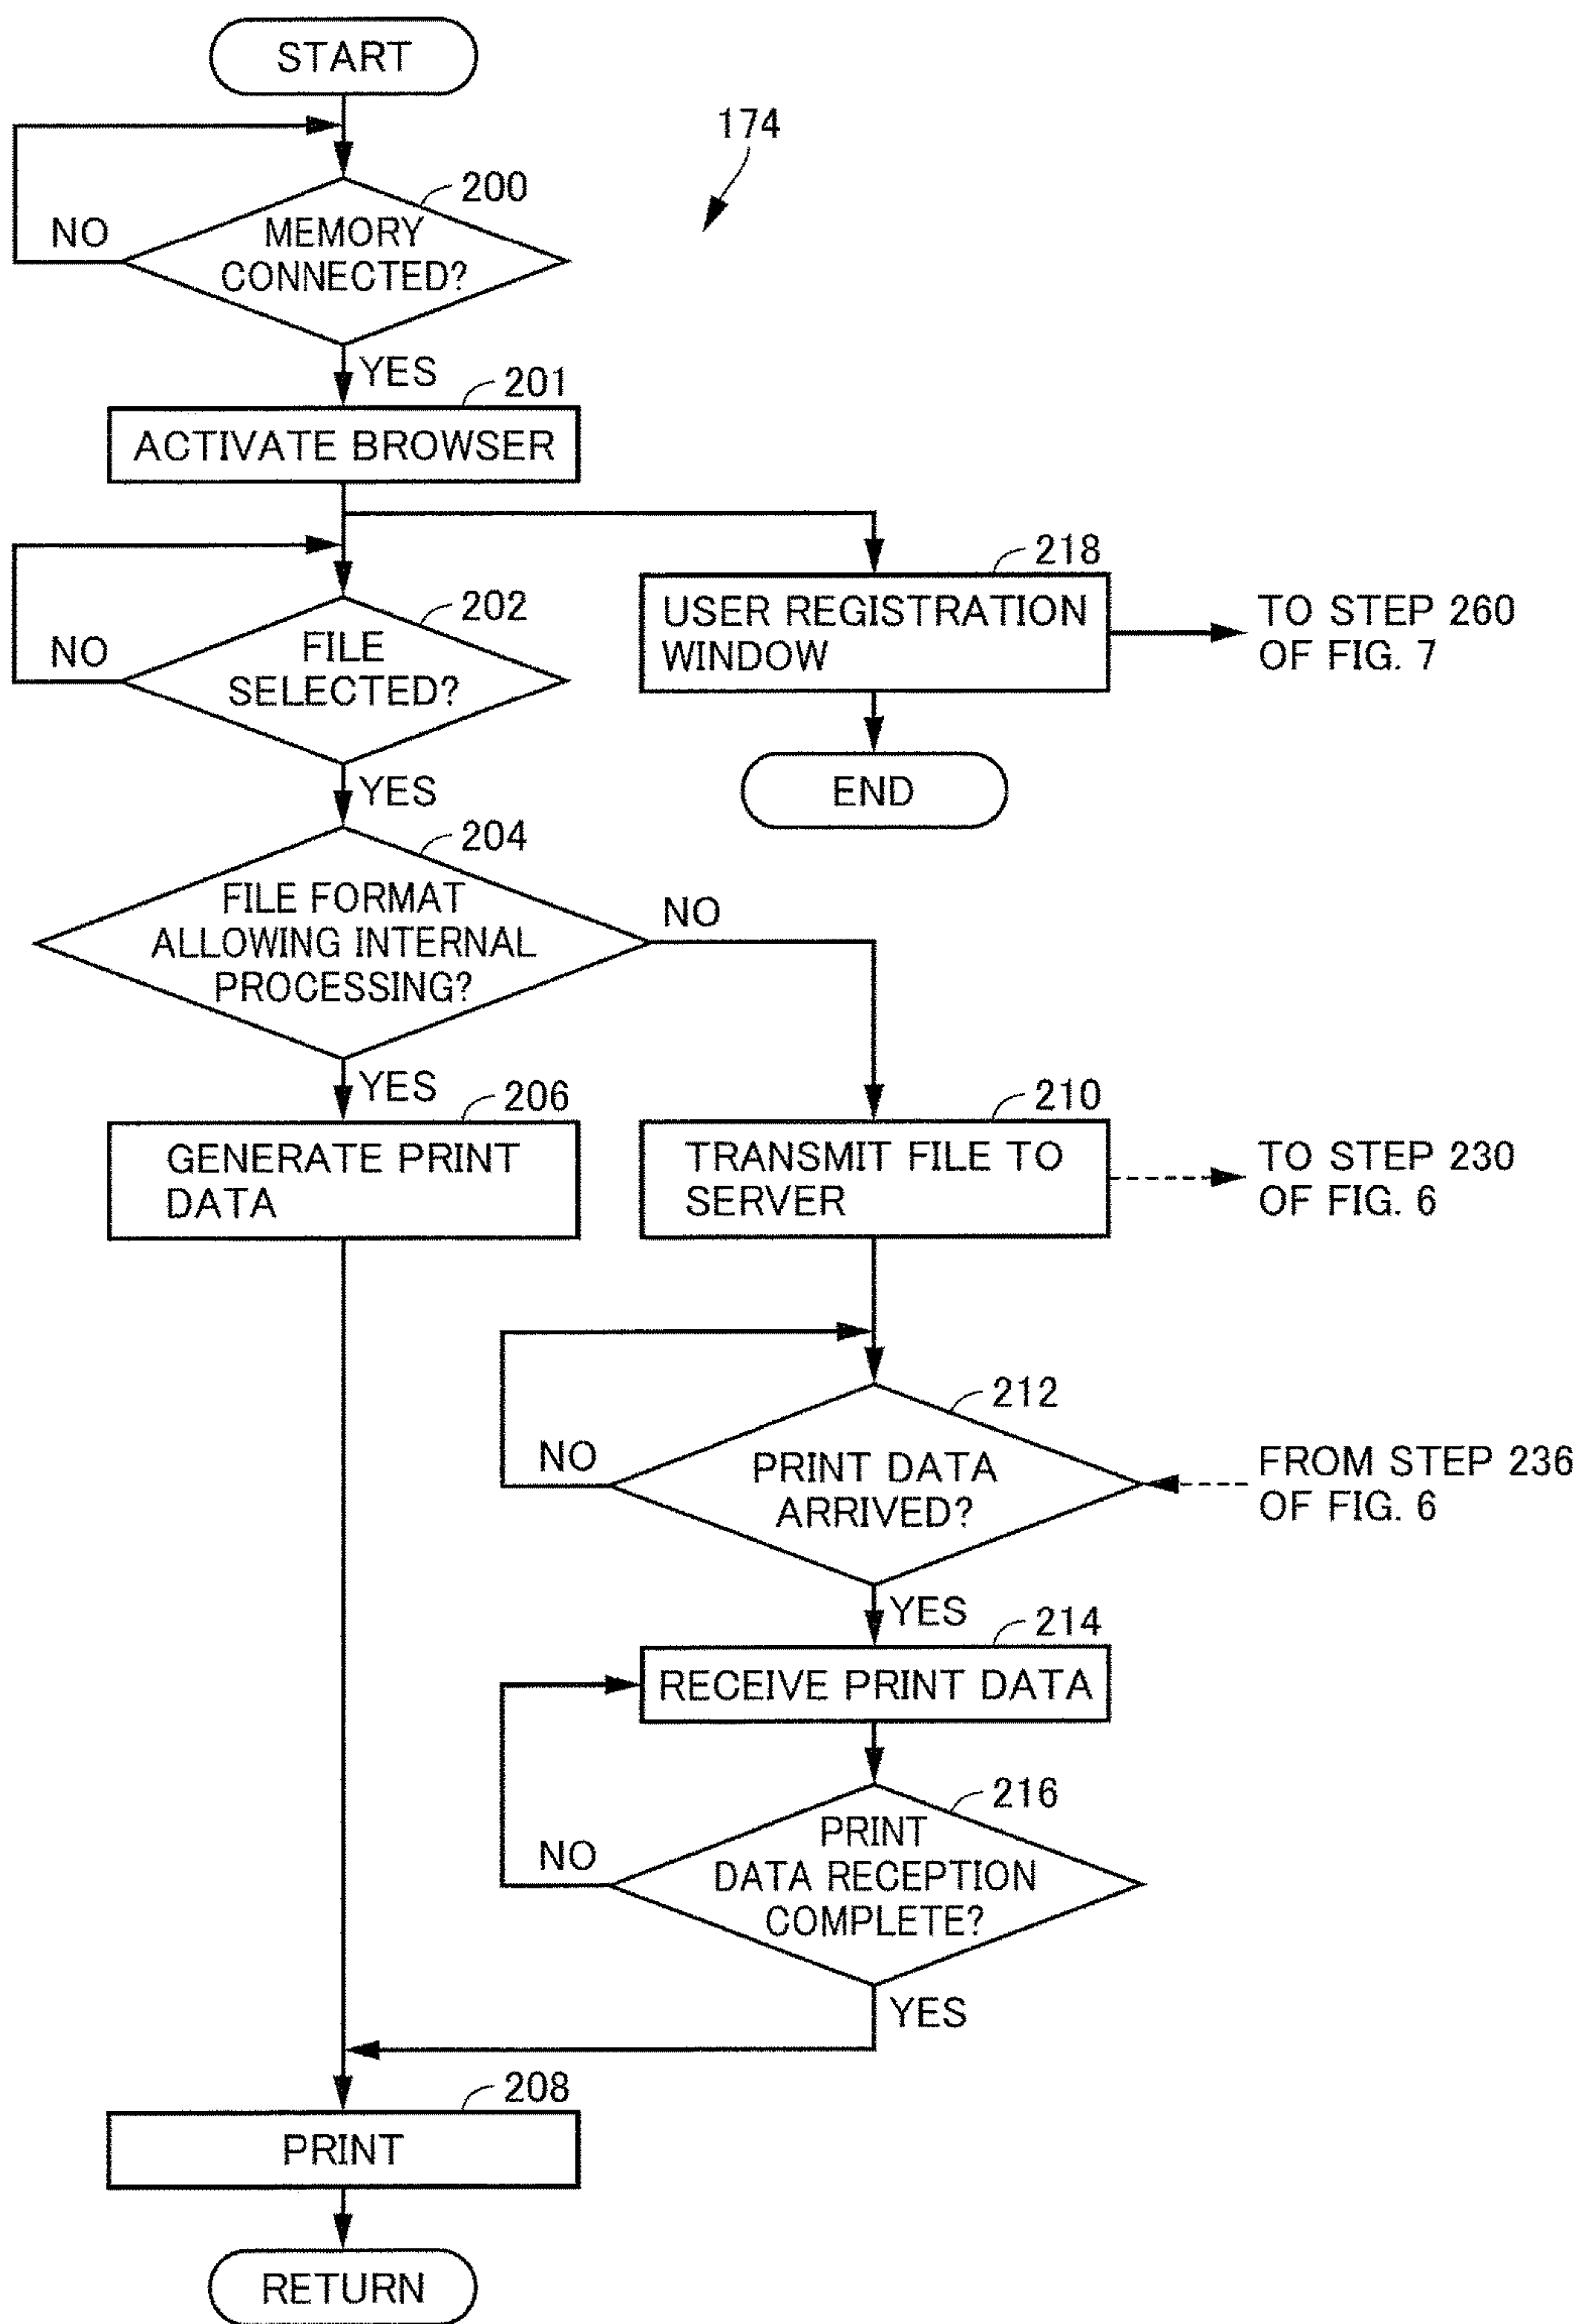 START
174
200
NO
MEMORY
CONNECTED?
YES
201
ACTIVATE BROWSER
218
USER REGISTRATION
WINDOW
TO STEP 260
OF FIG. 7
202
NO
FILE
SELECTED?
END
YES
204
FILE FORMAT
ALLOWING INTERNAL
PROCESSING?
NO
YES
206
GENERATE PRINT
DATA
210
TRANSMIT FILE TO
SERVER
TO STEP 230
OF FIG. 6
212
NO
PRINT DATA
ARRIVED?
FROM STEP 236
OF FIG. 6
YES
214
RECEIVE PRINT DATA
216
NO
PRINT
DATA RECEPTION
COMPLETE?
YES
208
PRINT
RETURN